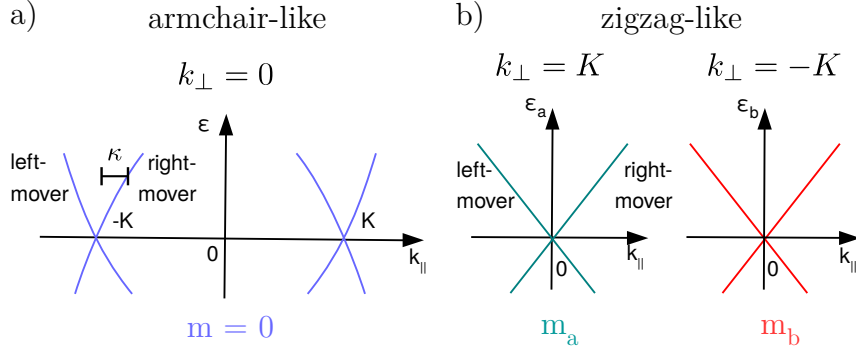 a) armchair-like
k⊥ = 0
ε
left-
mover
κ
right-
mover
-K
K
0
k||
m = 0
b) zigzag-like
k⊥ = K
k⊥ = -K
εa
εb
left-
mover
right-
mover
0
k||
0
k||
ma
mb